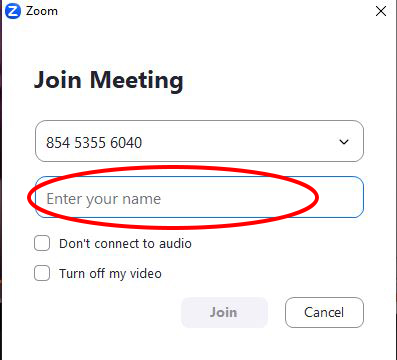 Zoom
Join Meeting
854 5355 6040
Enter your name
Don't connect to audio
Turn off my video
Join Cancel